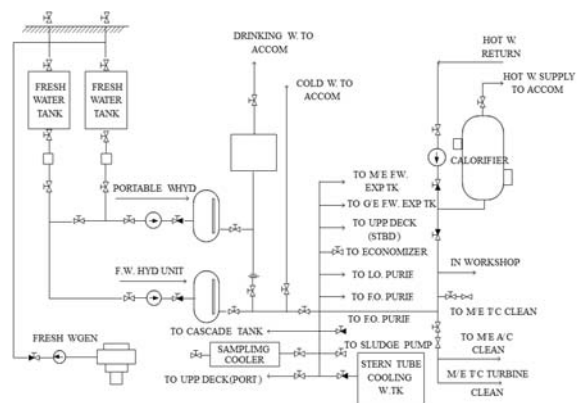 DRINKING W. TO
ACCOM
COLD W. TO
ACCOM
HOT W.
RETURN
HOT W. SUPPLY
TO ACCOM
FRESH
WATER
TANK
FRESH
WATER
TANK
CALORIFIER
PORTABLE WHYD
TO M/E F.W.
EXP TK
TO G/E F.W. EXP TK
TO UPP DECK
(STBD)
TO ECONOMIZER
F.W. HYD UNIT
TO LO. PURIF
IN WORKSHOP
TO F.O. PURIF
TO M/E T/C CLEAN
TO F.O. PURIF
TO CASCADE TANK
FRESH WGEN
SAMPLIMG
COOLER
TO SLUDGE PUMP
TO M/E A/C
CLEAN
TO UPP DECK(PORT)
STERN TUBE
COOLING
W.TK
M/E T/C TURBINE
CLEAN